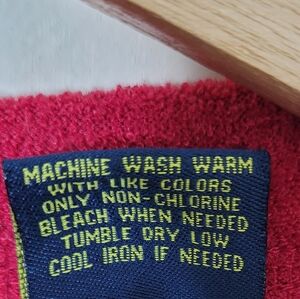 MACHINE WASH WARM
WITH LIKE COLORS
ONLY NON-CHLORINE
BLEACH WHEN NEEDED
TUMBLE DRY LOW
COOL IRON IF NEEDED